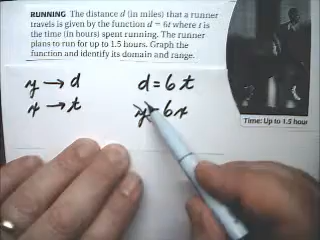 RUNNING The distance d (in miles) that a runner
travels is given by the function d = 6t where t is
the time (in hours) spent running. The runner
plans to run for up to 1.5 hours. Graph the
function and identify its domain and range.
y → d d = 6t
x → t y = 6x
Time: Up to 1.5 hour